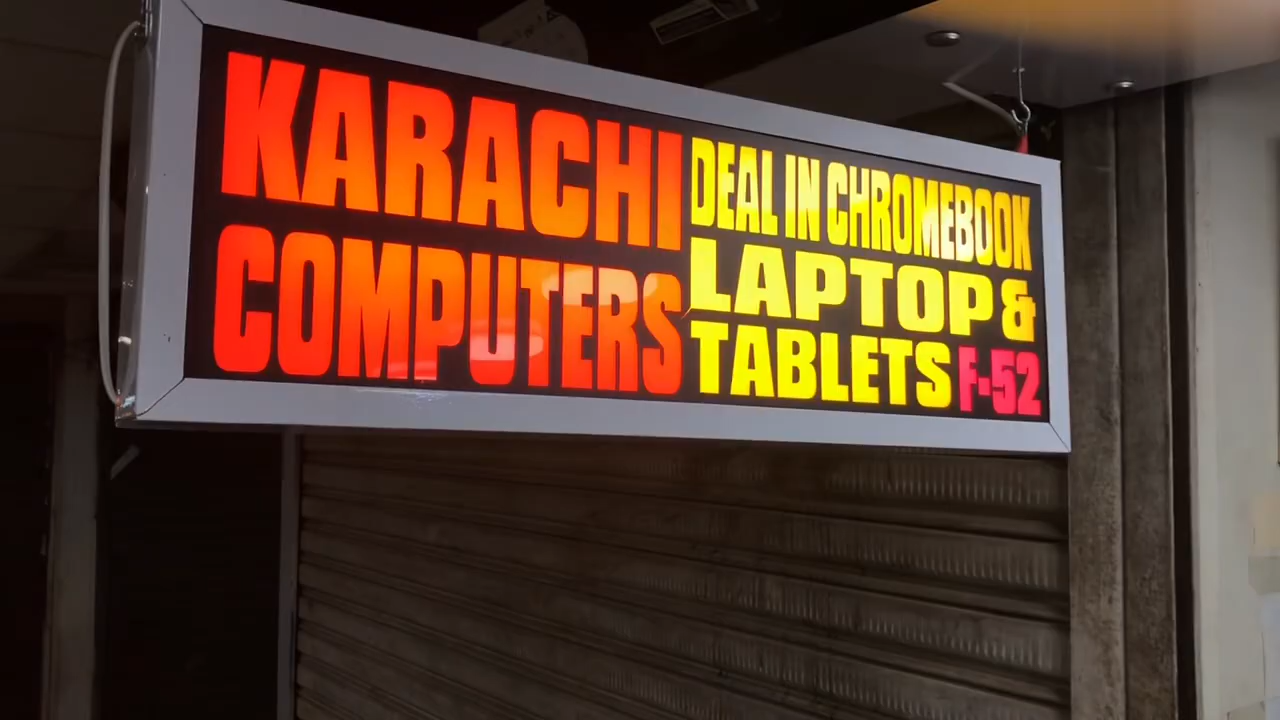 KARACHI
COMPUTERS
DEAL IN CHROMEBOOK
LAPTOP &
TABLETS F-52